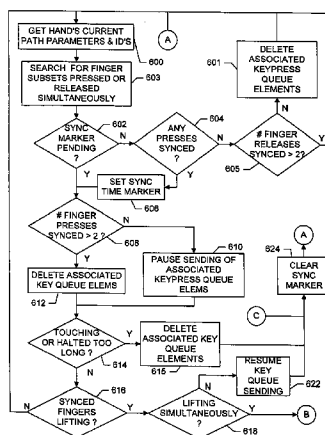 GET HAND'S CURRENT
PATH PARAMETERS & ID'S
600
A
SEARCH FOR FINGER
SUBSETS PRESSED OR
RELEASED
SIMULTANEOUSLY
603
601
DELETE
ASSOCIATED
KEYPRESS
QUEUE
ELEMENTS
SYNC
MARKER
PENDING
?
602
N
Y
ANY
PRESSES
SYNCED
?
604
N
Y
# FINGER
RELEASES
SYNCED > 2?
605
N
Y
SET SYNC
TIME MARKER
606
# FINGER
PRESSES
SYNCED > 2
?
608
N
Y
610
PAUSE SENDING OF
ASSOCIATED
KEYPRESS QUEUE
ELEMS
DELETE ASSOCIATED
KEY QUEUE ELEMS
612
A
624
CLEAR
SYNC
MARKER
C
TOUCHING
OR HALTED TOO
LONG ?
614
Y
N
DELETE
ASSOCIATED KEY
QUEUE
ELEMENTS
615
RESUME
KEY
QUEUE
SENDING
622
616
SYNCED
FINGERS
LIFTING ?
N
Y
LIFTING
SIMULTANEOUSLY
?
618
N
Y
B